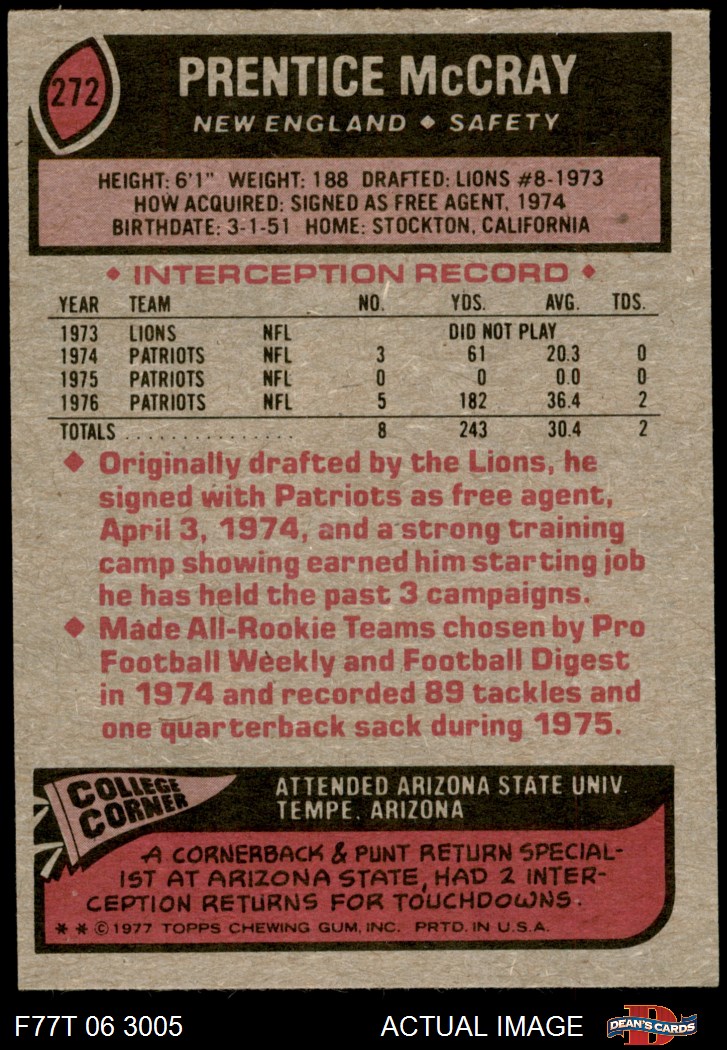 272
PRENTICE McCRAY
NEW ENGLAND ♦ SAFETY
HEIGHT: 6'1" WEIGHT: 188 DRAFTED: LIONS #8-1973
HOW ACQUIRED: SIGNED AS FREE AGENT, 1974
BIRTHDATE: 3-1-51 HOME: STOCKTON, CALIFORNIA
♦ INTERCEPTION RECORD ♦
YEAR TEAM NO. YDS. AVG. TDS.
1973 LIONS NFL DID NOT PLAY
1974 PATRIOTS NFL 3 61 20.3 0
1975 PATRIOTS NFL 0 0 0.0 0
1976 PATRIOTS NFL 5 182 36.4 2
TOTALS . . . . . . . . . . . . . . . . 8 243 30.4 2
♦ Originally drafted by the Lions, he
signed with Patriots as free agent,
April 3, 1974, and a strong training
camp showing earned him starting job
he has held the past 3 campaigns.
♦ Made All-Rookie Teams chosen by Pro
Football Weekly and Football Digest
in 1974 and recorded 89 tackles and
one quarterback sack during 1975.
COLLEGE
CORNER
ATTENDED ARIZONA STATE UNIV.
TEMPE, ARIZONA
A CORNERBACK & PUNT RETURN SPECIAL-
IST AT ARIZONA STATE, HAD 2 INTER-
CEPTION RETURNS FOR TOUCHDOWNS.
* * © 1977 TOPPS CHEWING GUM, INC. PRTD. IN U.S.A.
F77T 06 3005 ACTUAL IMAGE
D
DEAN'S CARDS